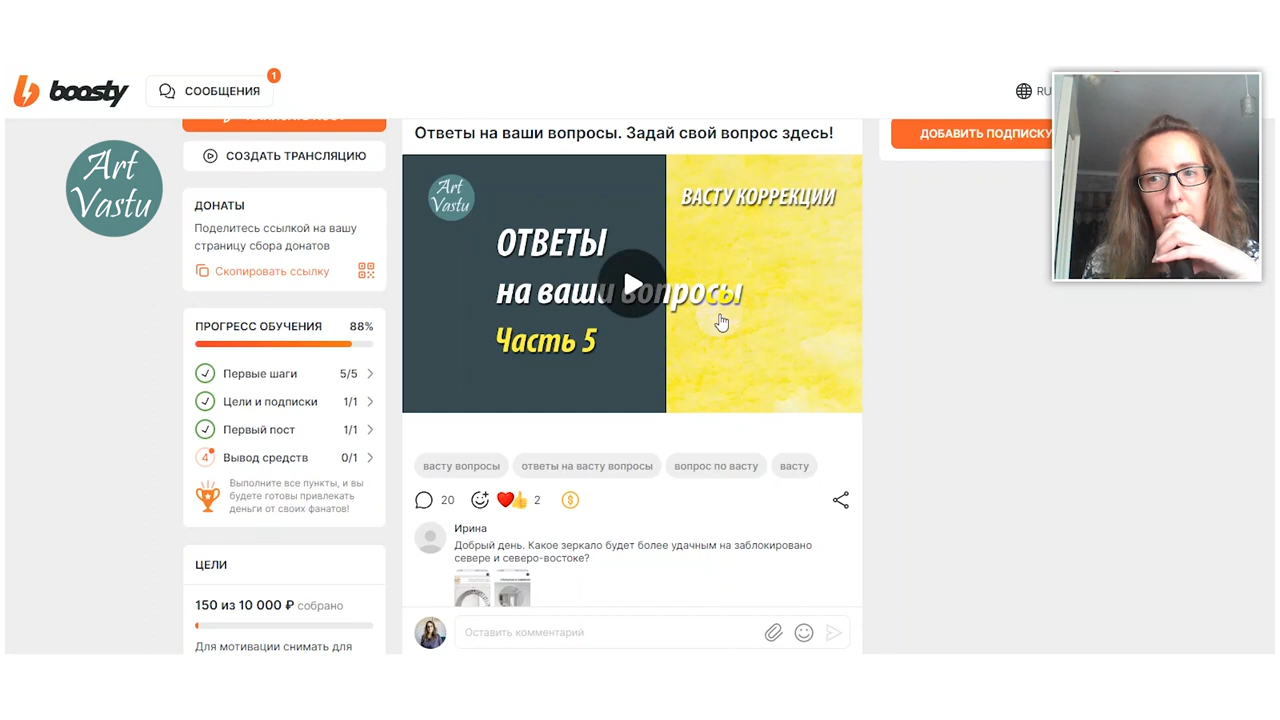 boosty
СООБЩЕНИЯ
1
RU
Art
Vastu
СОЗДАТЬ ТРАНСЛЯЦИЮ
ДОНАТЫ
Поделитесь ссылкой на вашу
страницу сбора донатов
Скопировать ссылку
ПРОГРЕСС ОБУЧЕНИЯ 88%
Первые шаги 5/5
Цели и подписки 1/1
Первый пост 1/1
4 Вывод средств 0/1
Выполните все пункты, и вы
будете готовы привлекать
деньги от своих фанатов!
ЦЕЛИ
150 из 10 000 ₽ собрано
Для мотивации снимать для
Ответы на ваши вопросы. Задай свой вопрос здесь!
Art
Vastu
ВАСТУ КОРРЕКЦИИ
ОТВЕТЫ
на ваши вопросы
Часть 5
васту вопросы
ответы на васту вопросы
вопрос по васту
васту
20
2
Ирина
Добрый день. Какое зеркало будет более удачным на заблокировано
севере и северо-востоке?
Оставить комментарий
ДОБАВИТЬ ПОДПИСКУ